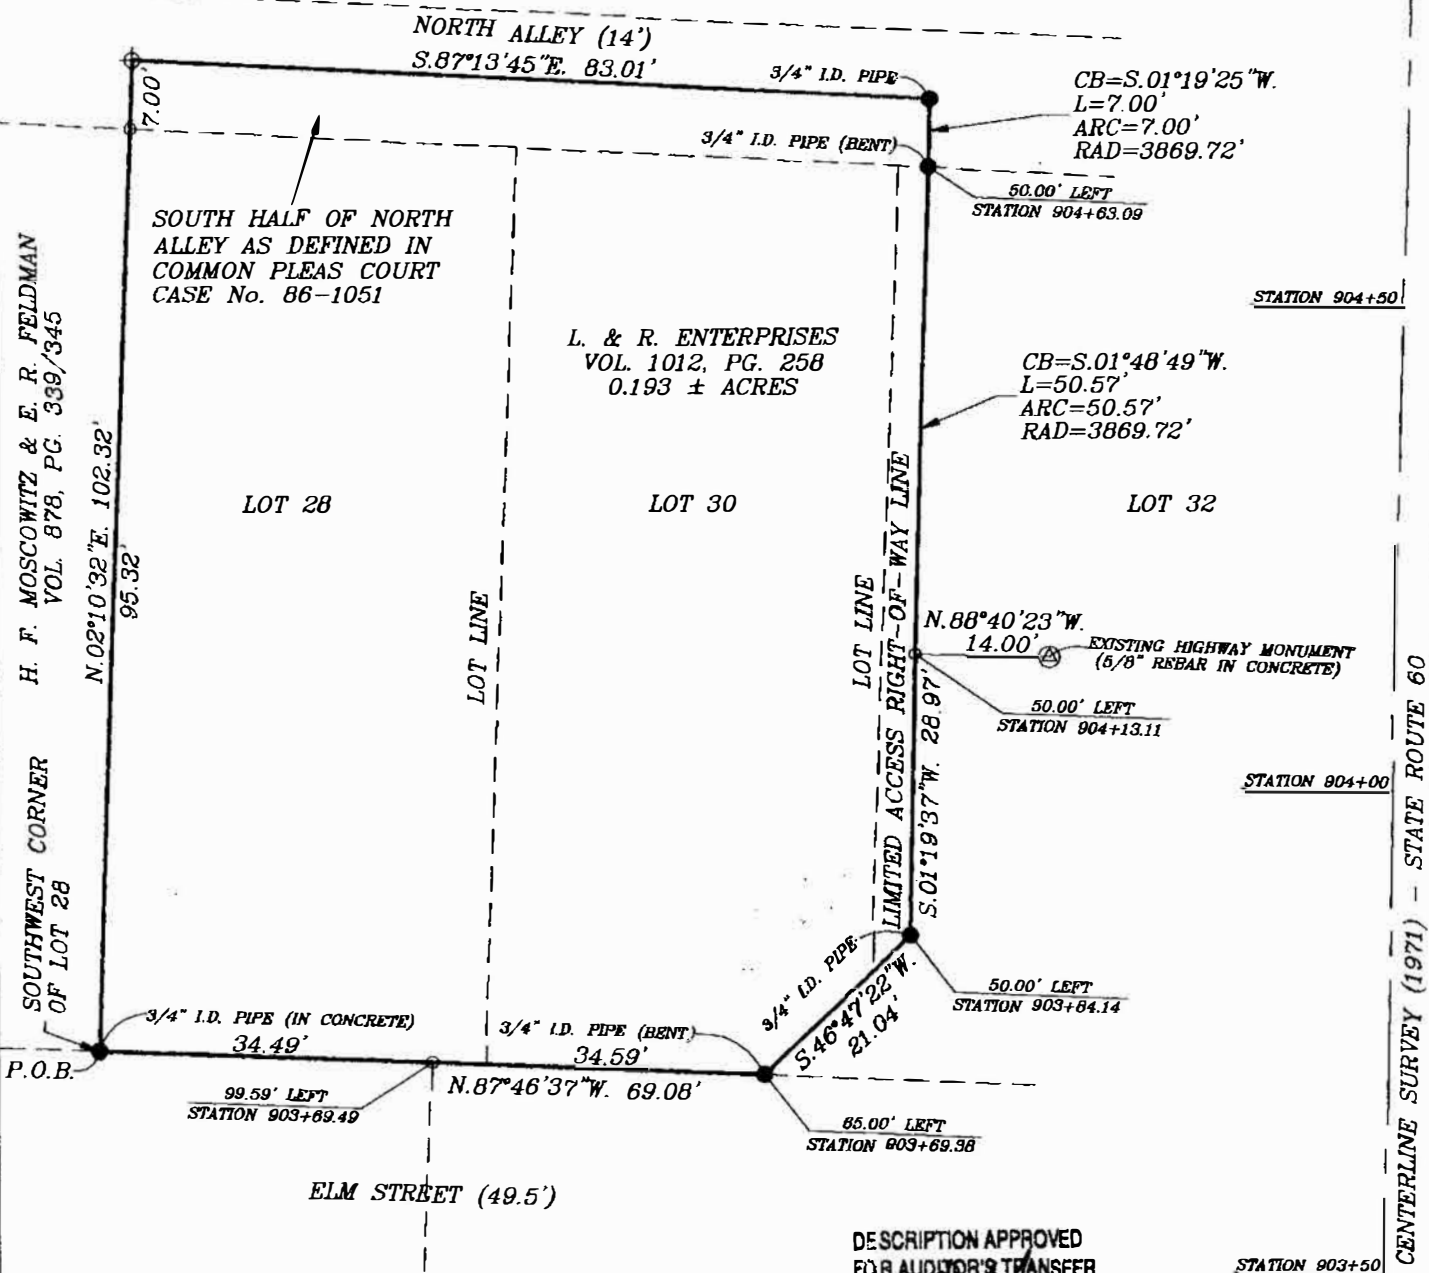 NORTH ALLEY (14')
S.87°13'45"E. 83.01'
3/4" I.D. PIPE
CB=S.01°19'25"W.
L=7.00'
ARC=7.00'
RAD=3869.72'
7.00'
3/4" I.D. PIPE (BENT)
50.00' LEFT
STATION 904+63.09
SOUTH HALF OF NORTH
ALLEY AS DEFINED IN
COMMON PLEAS COURT
CASE No. 86-1051
STATION 904+50
L. & R. ENTERPRISES
VOL. 1012, PG. 258
0.193 ± ACRES
CB=S.01°48'49"W.
L=50.57'
ARC=50.57'
RAD=3869.72'
H. F. MOSCOWITZ & E. R. FELDMAN
VOL. 878, PG. 339/345
N.02°10'32"E. 102.32'
95.32'
LOT 28
LOT 30
LOT 32
LOT LINE
LOT LINE
LIMITED ACCESS RIGHT-OF-WAY LINE
N.88°40'23"W.
14.00'
EXISTING HIGHWAY MONUMENT
(5/8" REBAR IN CONCRETE)
50.00' LEFT
STATION 904+13.11
S.01°19'37"W. 28.97'
STATION 904+00
SOUTHWEST CORNER
OF LOT 28
3/4" I.D. PIPE
50.00' LEFT
STATION 903+84.14
S.46°47'22"W.
21.04'
3/4" I.D. PIPE (IN CONCRETE)
34.49'
3/4" I.D. PIPE (BENT)
34.59'
P.O.B.
N.87°46'37"W. 69.08'
99.59' LEFT
STATION 903+69.49
65.00' LEFT
STATION 903+69.38
ELM STREET (49.5')
CENTERLINE SURVEY (1971) - STATE ROUTE 60
DESCRIPTION APPROVED
FOR AUDITOR'S TRANSFER
STATION 903+50